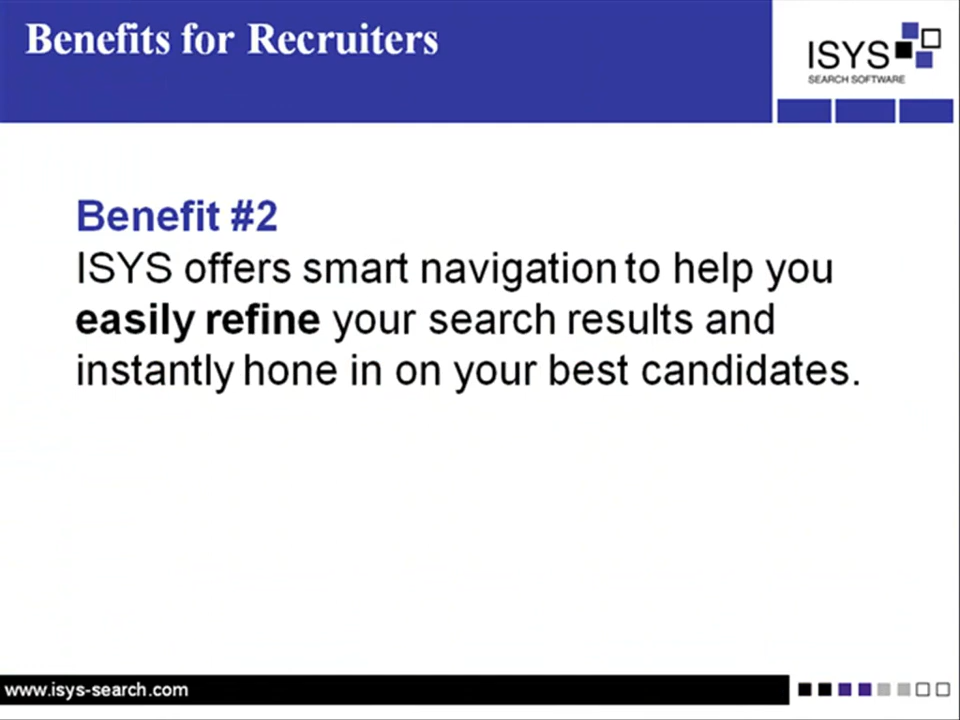 Benefits for Recruiters
ISYS
SEARCH SOFTWARE
Benefit #2
ISYS offers smart navigation to help you
easily refine your search results and
instantly hone in on your best candidates.
www.isys-search.com